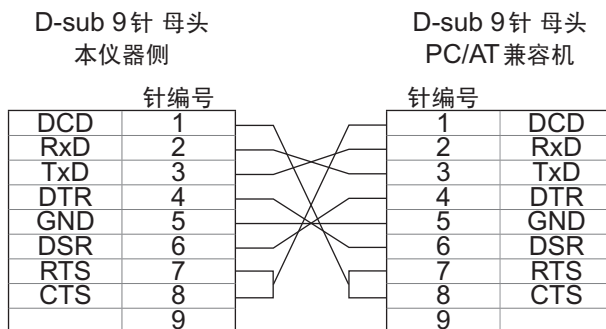 D-sub 9针 母头 D-sub 9针 母头
本仪器侧 PC/AT兼容机
针编号 针编号
DCD 1 1 DCD
RxD 2 2 RxD
TxD 3 3 TxD
DTR 4 4 DTR
GND 5 5 GND
DSR 6 6 DSR
RTS 7 7 RTS
CTS 8 8 CTS
9 9